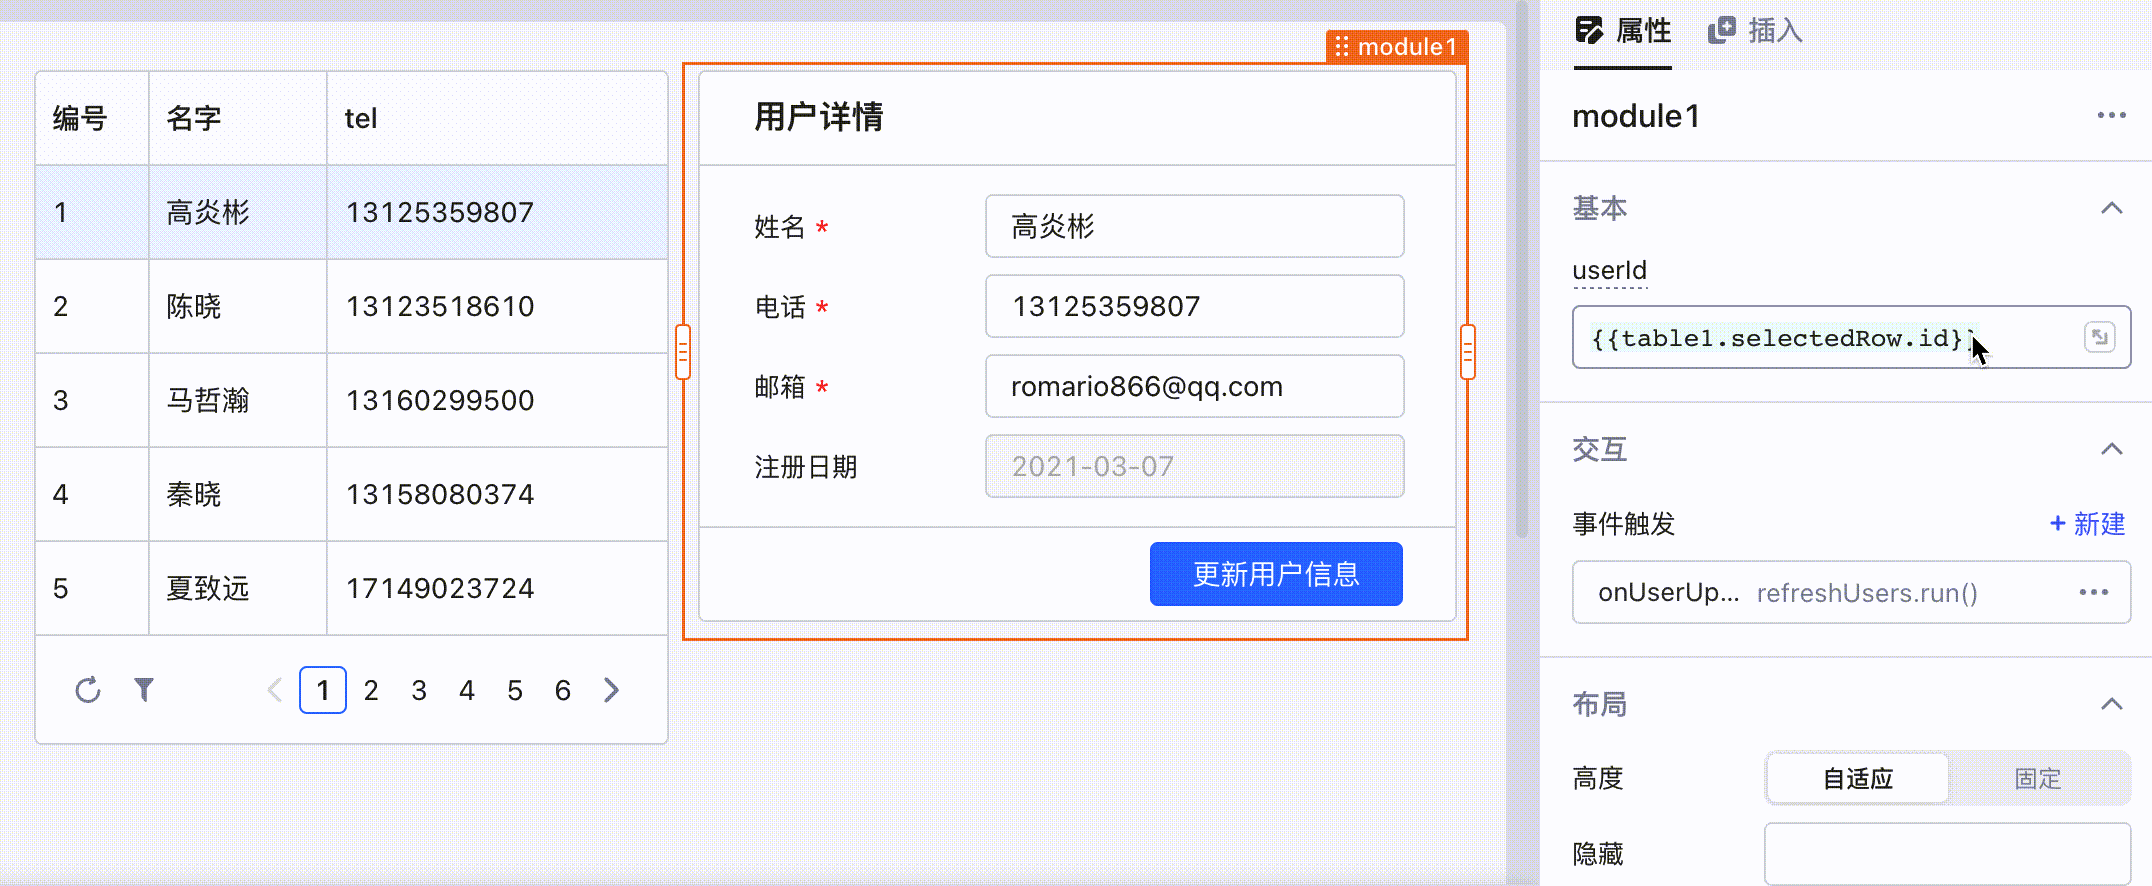 编号 名字 tel
1 高炎彬 13125359807
2 陈晓 13123518610
3 马哲瀚 13160299500
4 秦晓 13158080374
5 夏致远 17149023724
1 2 3 4 5 6
module1
用户详情
姓名 * 高炎彬
电话 * 13125359807
邮箱 * romario866@qq.com
注册日期 2021-03-07
更新用户信息
属性 插入
module1
基本
userId
{{table1.selectedRow.id}}
交互
事件触发 + 新建
onUserUp... refreshUsers.run()
布局
高度 自适应 固定
隐藏